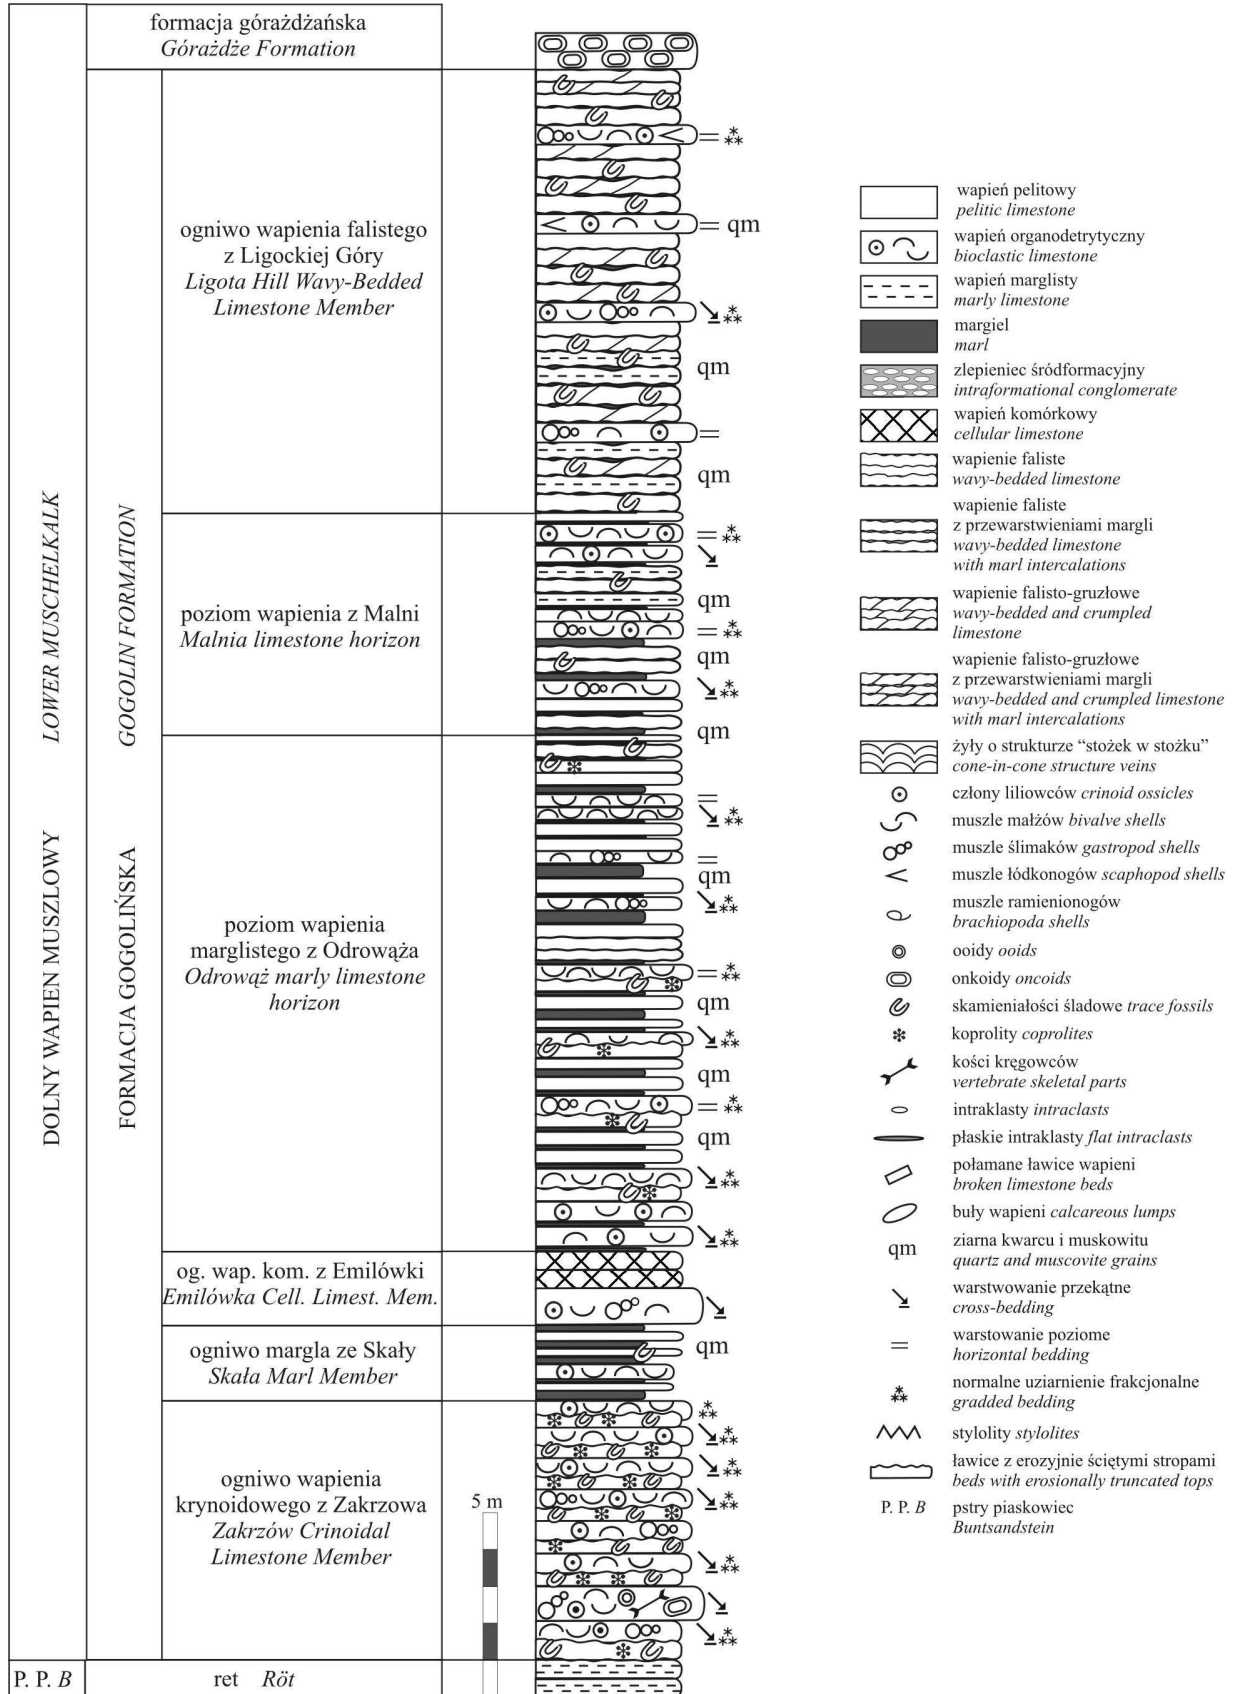 formacja górażdżańska
Górażdże Formation
ogniwo wapienia falistego
z Ligockiej Góry
Ligota Hill Wavy-Bedded
Limestone Member
poziom wapienia z Malni
Malnia limestone horizon
poziom wapienia
marglistego z Odrowąża
Odrowąż marly limestone
horizon
og. wap. kom. z Emilówki
Emilówka Cell. Limest. Mem.
ogniwo margla ze Skały
Skała Marl Member
ogniwo wapienia
krynoidowego z Zakrzowa
Zakrzów Crinoidal
Limestone Member
DOLNY WAPIEN MUSZLOWY
LOWER MUSCHELKALK
FORMACJA GOGOLIŃSKA
GOGOLIN FORMATION
P. P. B
ret Röt
5 m
qm
qm
qm
qm
qm
qm
qm
qm
qm
qm
qm
wapień pelitowy
pelitic limestone
wapień organodetrytyczny
bioclastic limestone
wapień marglisty
marly limestone
margiel
marl
zlepieniec śródformacyjny
intraformational conglomerate
wapień komórkowy
cellular limestone
wapienie faliste
wavy-bedded limestone
wapienie faliste
z przewarstwieniami margli
wavy-bedded limestone
with marl intercalations
wapienie falisto-gruzłowe
wavy-bedded and crumpled
limestone
wapienie falisto-gruzłowe
z przewarstwieniami margli
wavy-bedded and crumpled limestone
with marl intercalations
żyły o strukturze “stożek w stożku”
cone-in-cone structure veins
człony liliowców crinoid ossicles
muszle małżów bivalve shells
muszle ślimaków gastropod shells
muszle łódkonogów scaphopod shells
muszle ramienionogów
brachiopoda shells
ooidy ooids
onkoidy oncoids
skamieniałości śladowe trace fossils
koprolity coprolites
kości kręgowców
vertebrate skeletal parts
intraklasty intraclasts
płaskie intraklasty flat intraclasts
połamane ławice wapieni
broken limestone beds
buły wapieni calcareous lumps
qm ziarna kwarcu i muskowitu
quartz and muscovite grains
warstwowanie przekątne
cross-bedding
warstowanie poziome
horizontal bedding
normalne uziarnienie frakcjonalne
gradded bedding
stylolity stylolites
ławice z erozyjnie ściętymi stropami
beds with erosionally truncated tops
P. P. B pstry piaskowiec
Buntsandstein